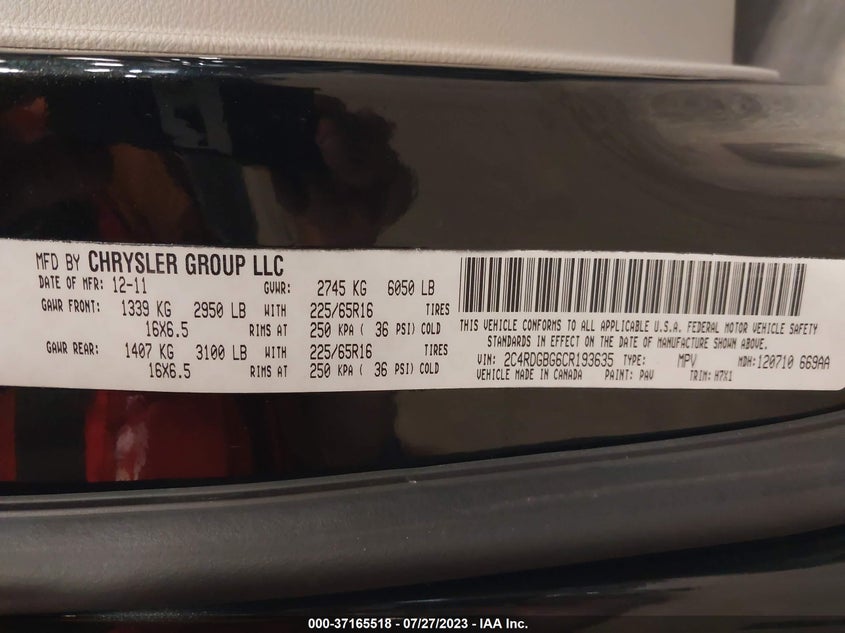 MFD BY CHRYSLER GROUP LLC
DATE OF MFR: 12-11 GVWR: 2745 KG 6050 LB
GAWR FRONT: 1339 KG 2950 LB WITH 225/65R16 TIRES
16X6.5 RIMS AT 250 KPA ( 36 PSI) COLD
GAWR REAR: 1407 KG 3100 LB WITH 225/65R16 TIRES
16X6.5 RIMS AT 250 KPA ( 36 PSI) COLD
THIS VEHICLE CONFORMS TO ALL APPLICABLE U.S.A. FEDERAL MOTOR VEHICLE SAFETY
STANDARDS IN EFFECT ON THE DATE OF MANUFACTURE SHOWN ABOVE.
VIN: 2C4RDGBG6CR193635 TYPE: MPV MDH:120710 669AA
VEHICLE MADE IN CANADA PAINT: PAV TRIM: H7X1
000-37165518 - 07/27/2023 - IAA Inc.